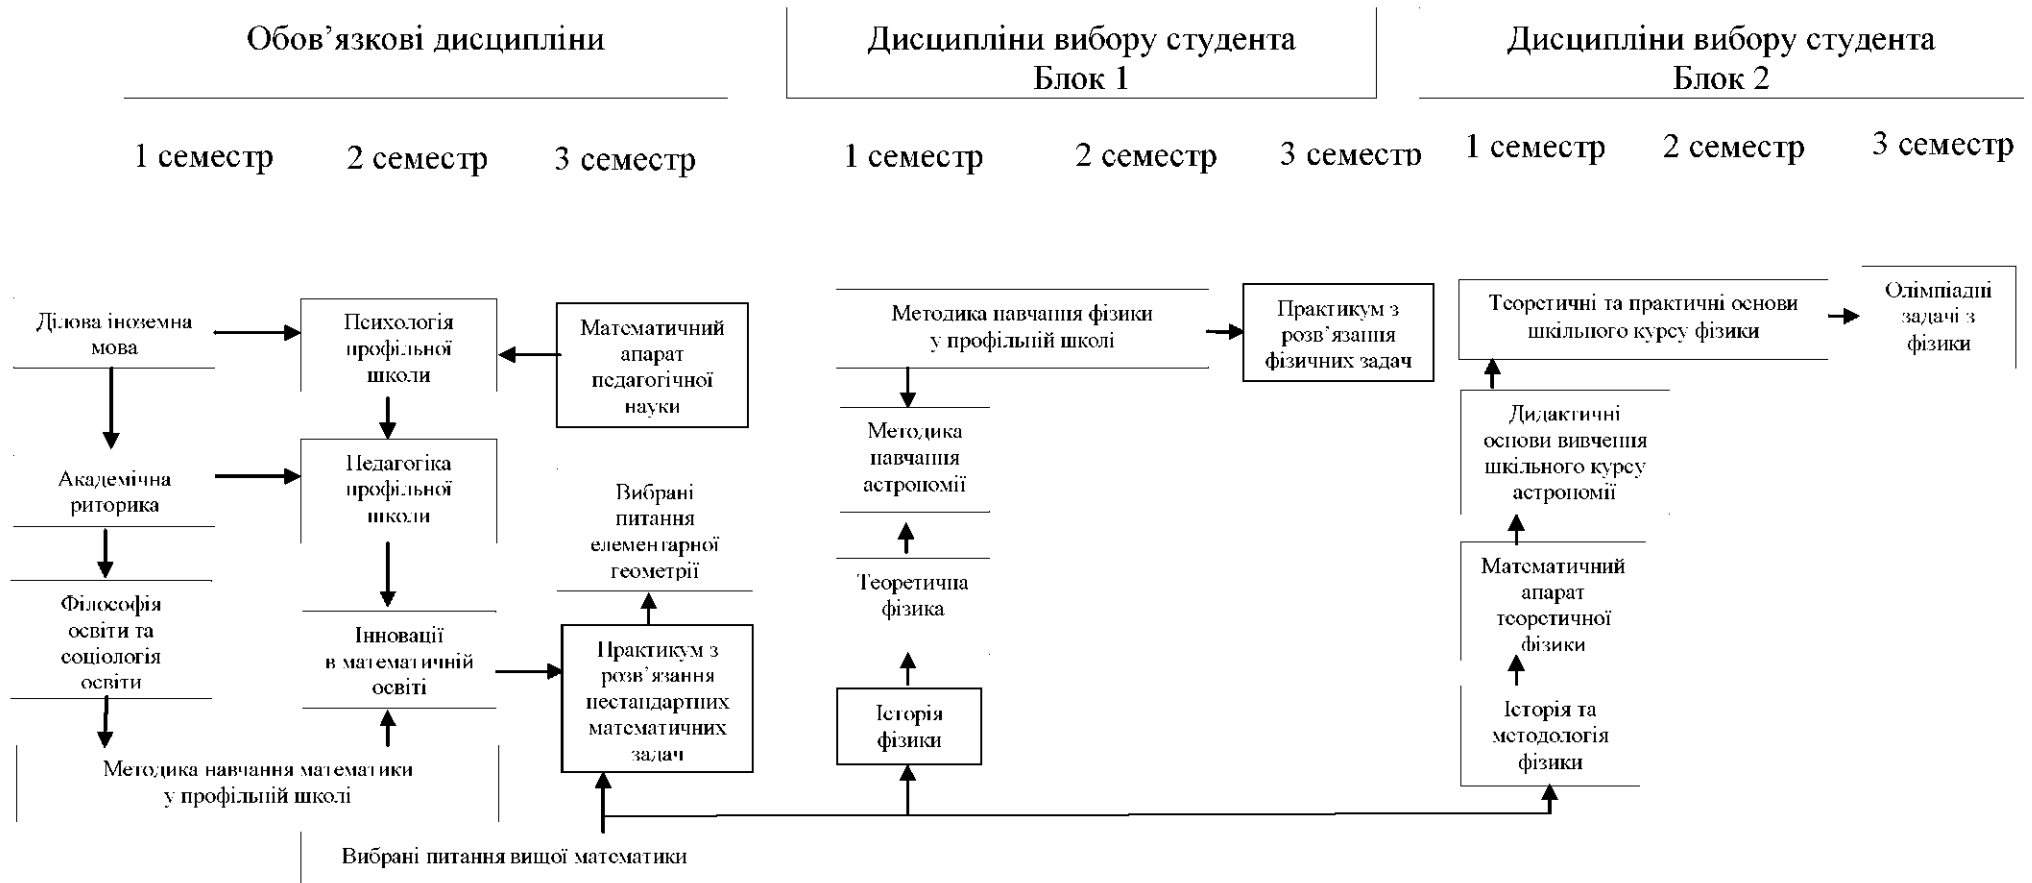 Обов’язкові дисципліни
Дисципліни вибору студента
Блок 1
Дисципліни вибору студента
Блок 2
1 семестр
2 семестр
3 семестр
1 семестр
2 семестр
3 семестр
1 семестр
2 семестр
3 семестр
Ділова іноземна
мова
Академічна
риторика
Філософія
освіти та
соціологія
освіти
Методика навчання математики
у профільній школі
Психологія
профільної
школи
Педагогіка
профільної
школи
Інновації
в математичній
освіті
Вибрані питання вищої математики
Математичний
апарат
педагогічної
науки
Вибрані
питання
елементарної
геометрії
Практикум з
розв’язання
нестандартних
математичних
задач
Методика навчання фізики
у профільній школі
Методика
навчання
астрономії
Теоретична
фізика
Історія
фізики
Практикум з
розв’язання
фізичних задач
Теоретичні та практичні основи
шкільного курсу фізики
Дидактичні
основи вивчення
шкільного курсу
астрономії
Математичний
апарат
теоретичної
фізики
Історія та
методологія
фізики
Олімпіадні
задачі з
фізики